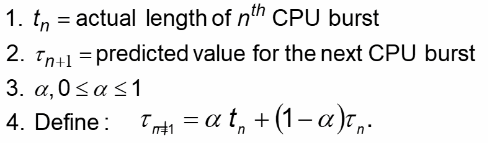 1. tₙ = actual length of nᵗʰ CPU burst
2. τₙ₊₁ = predicted value for the next CPU burst
3. α, 0 ≤ α ≤ 1
4. Define : τₙ₌₊₁ = α tₙ + (1 − α)τₙ.